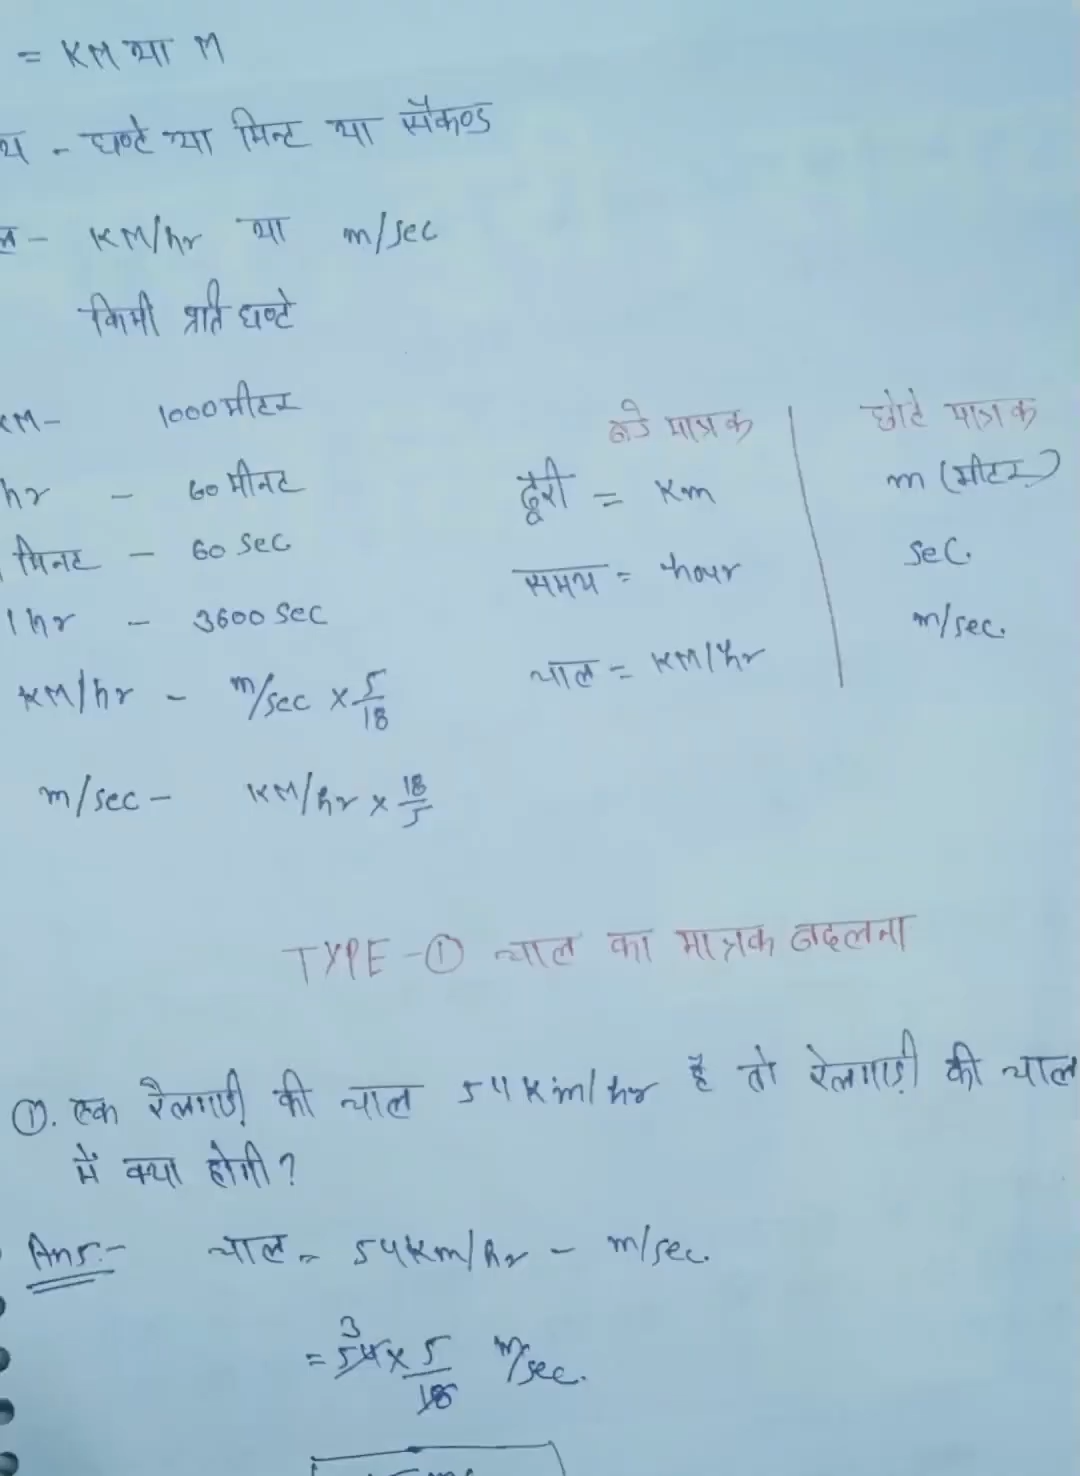 = KM या M
य - घण्टे या मिन्ट या सैकण्ड
ल - KM/hr या m/sec
किमी प्रति घण्टे
KM- 1000 मीटर
hr - 60 मीनट
मिनट - 60 sec
1 hr - 3600 sec
KM/hr - m/sec × 5/18
m/sec - KM/hr × 18/5
बडे मात्रक | छोटे मात्रक
दूरी = Km | m (मीटर)
समय = hour | sec.
चाल = KM/hr | m/sec.
TYPE-① चाल का मात्रक बदलना
①. एक रैलगाड़ी की चाल 54 km/hr है तो रेलगाड़ी की चाल
में क्या होगी?
Ans:- चाल = 54 km/hr - m/sec.
3
= 54 × 5/18 m/sec.